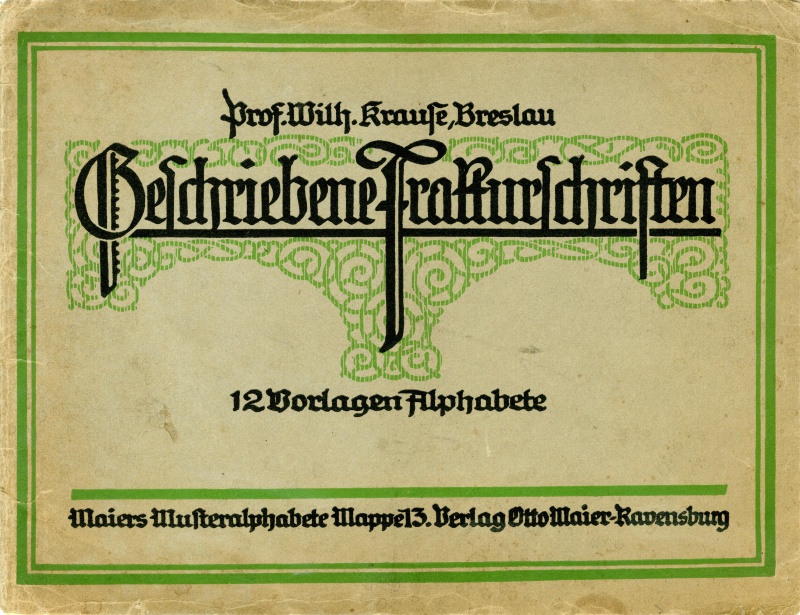 Prof. Wilh. Krauſe, Breslau
Geſchriebene Frakturſchriften
12 Vorlagen Alphabete
Maiers Muſteralphabete Mappe 13. Verlag Otto Maier-Ravensburg